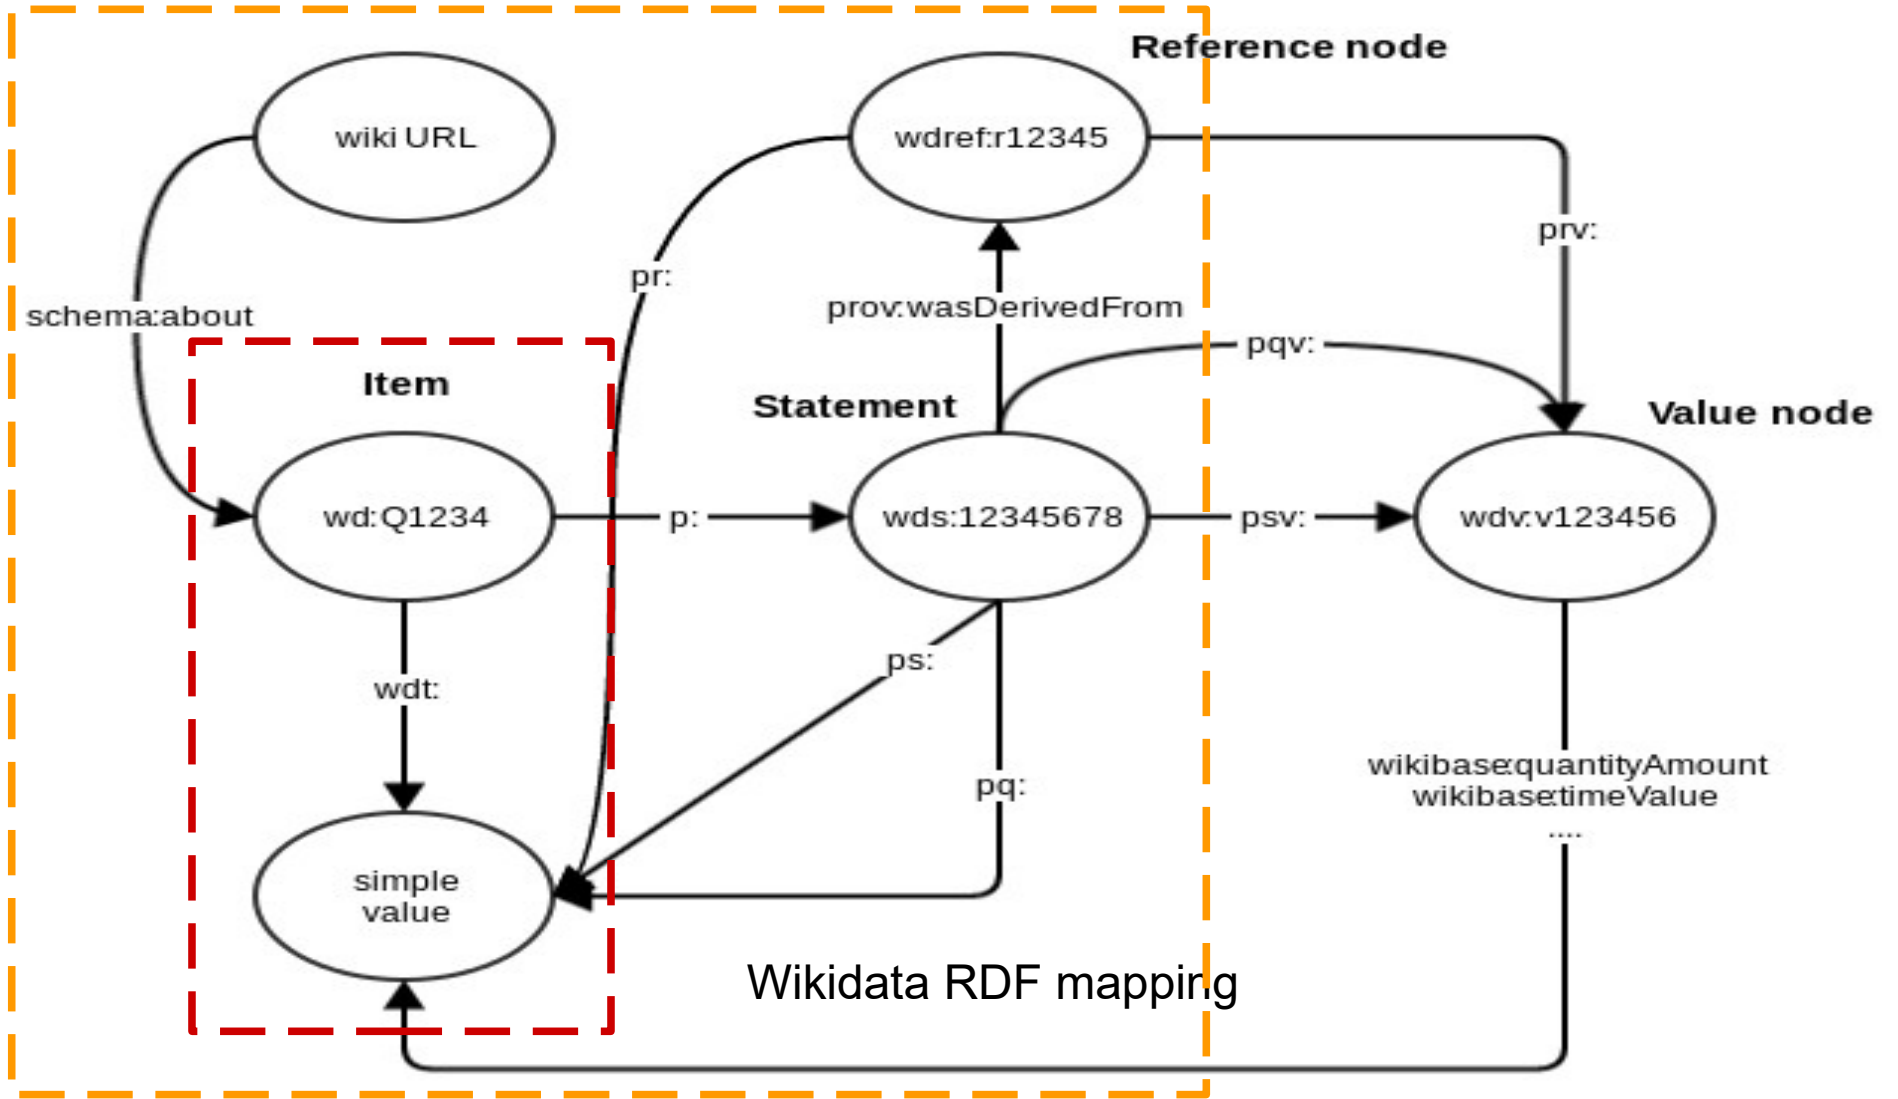 Reference node
wiki URL
wdref:r12345
prv:
pr:
prov:wasDerivedFrom
schema:about
pqv:
Item
Statement
Value node
wd:Q1234
p:
wds:12345678
psv:
wdv:v123456
ps:
wdt:
pq:
wikibase:quantityAmount
wikibase:timeValue
....
simple
value
Wikidata RDF mapping